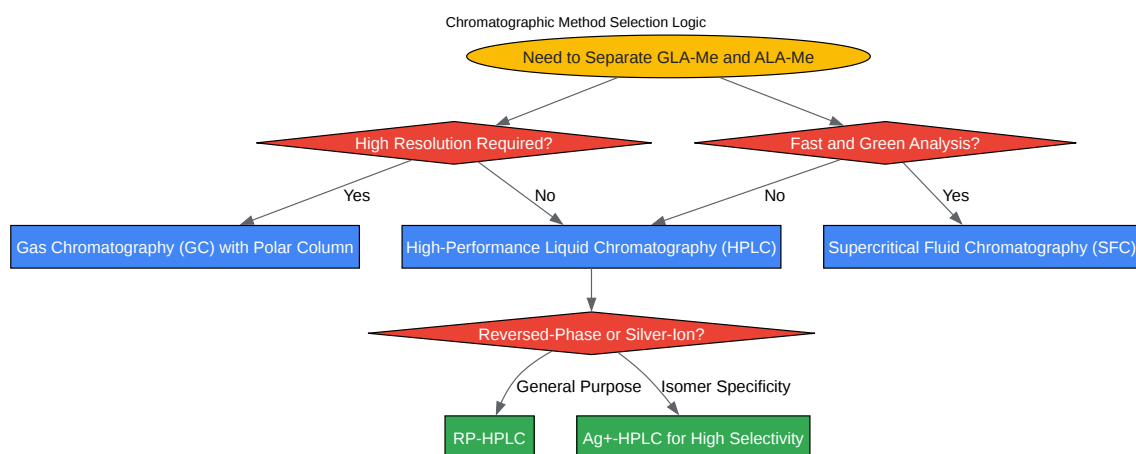 Chromatographic Method Selection Logic
Need to Separate GLA-Me and ALA-Me
High Resolution Required?
Fast and Green Analysis?
Yes
No
No
Yes
Gas Chromatography (GC) with Polar Column
High-Performance Liquid Chromatography (HPLC)
Supercritical Fluid Chromatography (SFC)
Reversed-Phase or Silver-Ion?
General Purpose
Isomer Specificity
RP-HPLC
Ag+-HPLC for High Selectivity